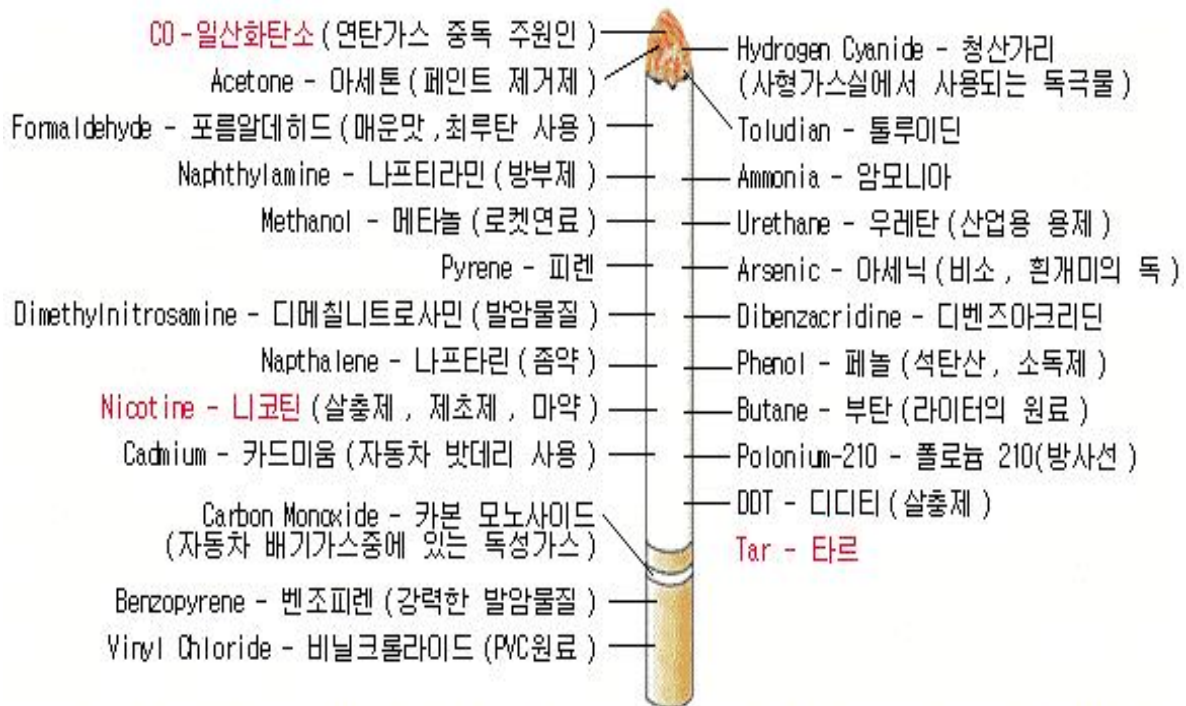 CO-일산화탄소 (연탄가스 중독 주원인)
Acetone - 아세톤 (페인트 제거제)
Formaldehyde - 포름알데히드 (매운맛,최루탄 사용)
Naphthylamine - 나프티라민 (방부제)
Methanol - 메타놀 (로켓연료)
Pyrene - 피렌
Dimethylnitrosamine - 디메칠니트로사민 (발암물질)
Napthalene - 나프타린 (좀약)
Nicotine - 니코틴 (살충제, 제초제, 마약)
Cadmium - 카드미움 (자동차 밧데리 사용)
Carbon Monoxide - 카본 모노사이드
(자동차 배기가스중에 있는 독성가스)
Benzopyrene - 벤조피렌 (강력한 발암물질)
Vinyl Chloride - 비닐크롤라이드 (PVC원료)
Hydrogen Cyanide - 청산가리
(사형가스실에서 사용되는 독극물)
Toludian - 톨루이딘
Ammonia - 암모니아
Urethane - 우레탄 (산업용 용제)
Arsenic - 아세닉 (비소, 흰개미의 독)
Dibenzacridine - 디벤즈아크리딘
Phenol - 페놀 (석탄산, 소독제)
Butane - 부탄 (라이터의 원료)
Polonium-210 - 폴로늄 210(방사선)
DDT - 디디티 (살충제)
Tar - 타르